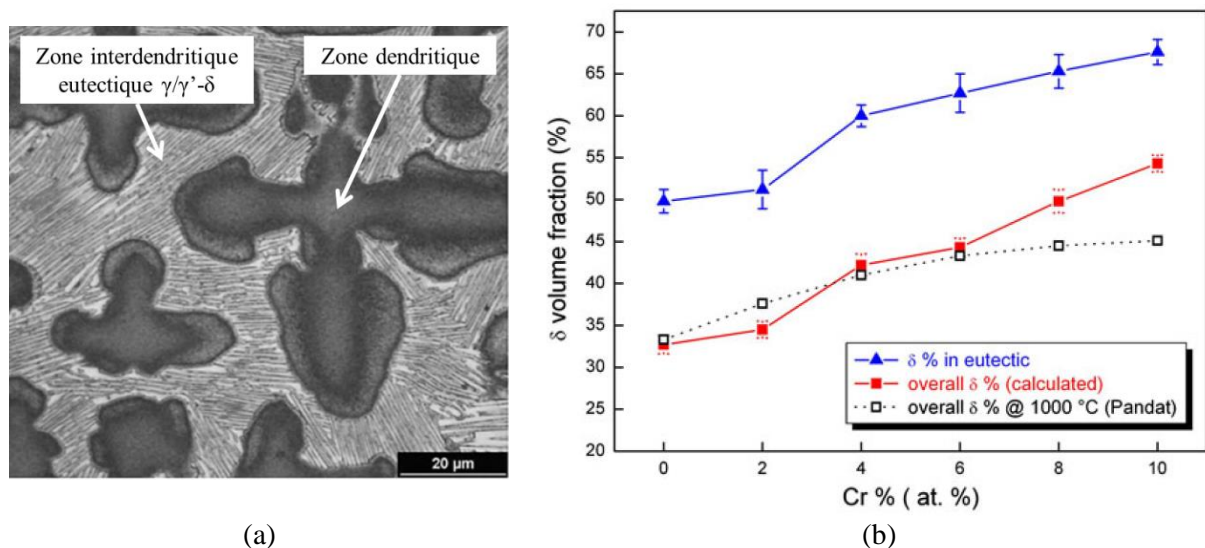 Zone interdendritique
eutectique γ/γ’-δ
Zone dendritique
20 μm
(a)
δ volume fraction (%)
70
65
60
55
50
45
40
35
30
25
20
δ % in eutectic
overall δ % (calculated)
overall δ % @ 1000 °C (Pandat)
0 2 4 6 8 10
Cr % ( at. %)
(b)